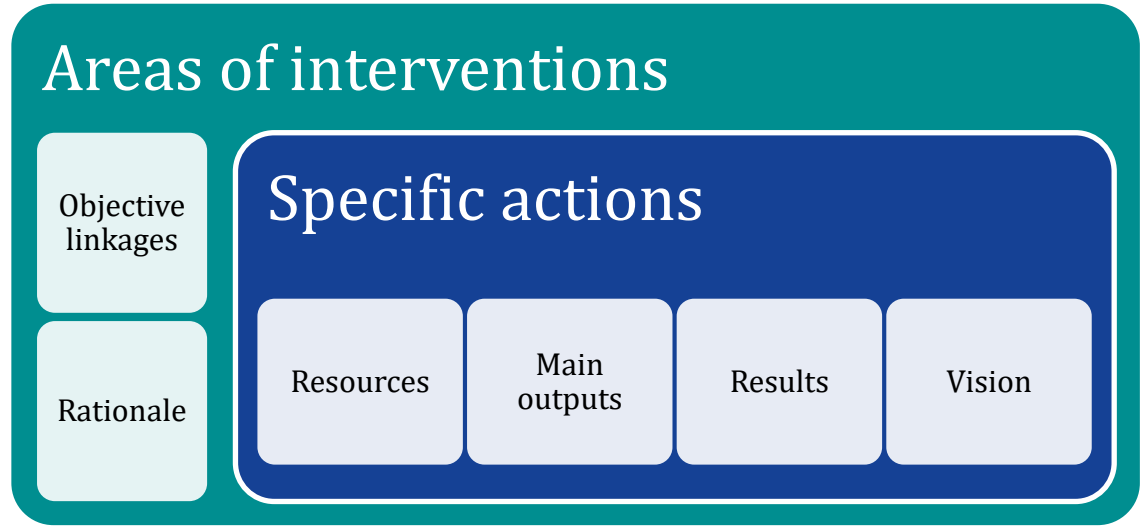 Areas of interventions
Objective
linkages
Rationale
Specific actions
Resources
Main
outputs
Results
Vision